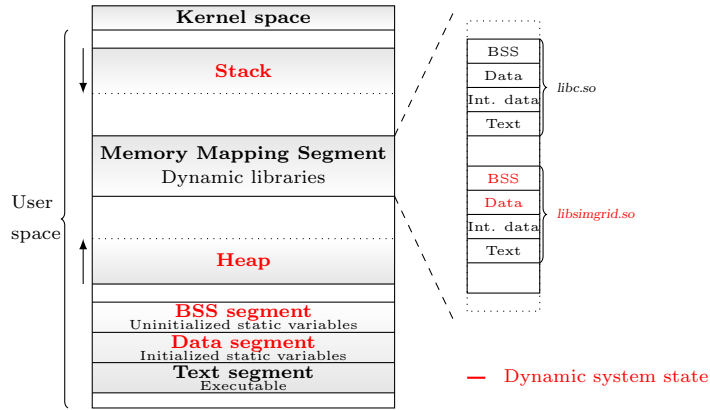 Kernel space
Stack
Memory Mapping Segment
Dynamic libraries
User
space
Heap
BSS segment
Uninitialized static variables
Data segment
Initialized static variables
Text segment
Executable
BSS
Data
Int. data
Text
libc.so
BSS
Data
Int. data
Text
libsimgrid.so
Dynamic system state